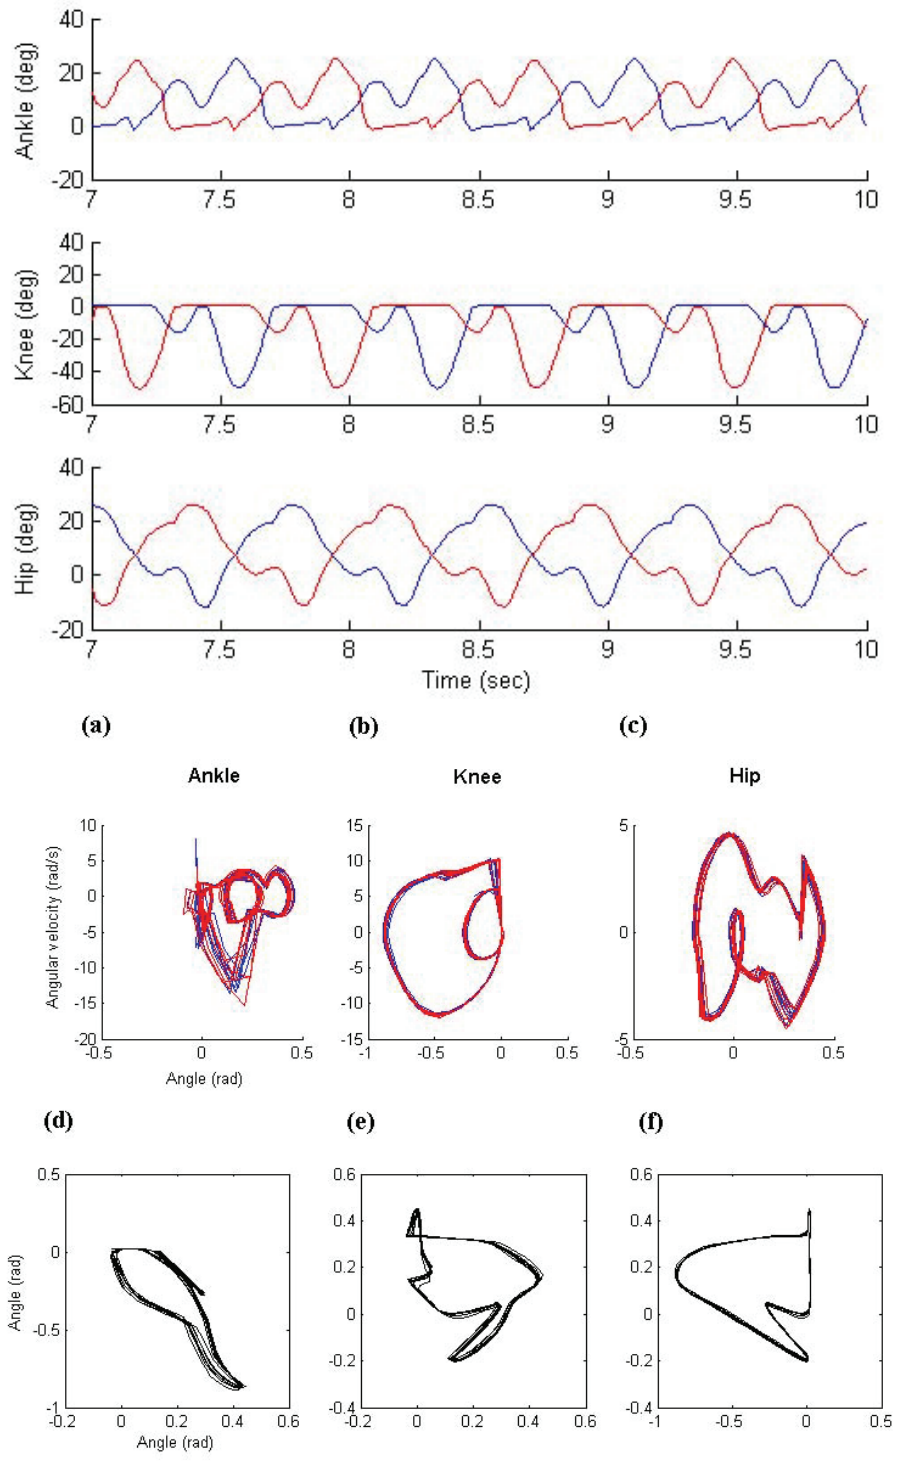 40
20
0
-20
Ankle (deg)
7 7.5 8 8.5 9 9.5 10
40
20
0
-20
-40
-60
Knee (deg)
7 7.5 8 8.5 9 9.5 10
40
20
0
-20
Hip (deg)
7 7.5 8 8.5 9 9.5 10
Time (sec)
(a) (b) (c)
Ankle Knee Hip
10
5
0
-5
-10
-15
-20
Angular velocity (rad/s)
-0.5 0 0.5
Angle (rad)
15
10
5
0
-5
-10
-15
-1 -0.5 0 0.5
5
0
-5
-0.5 0 0.5
(d) (e) (f)
0.5
0
-0.5
-1
Angle (rad)
-0.2 0 0.2 0.4 0.6
Angle (rad)
0.6
0.4
0.2
0
-0.2
-0.4
-0.2 0 0.2 0.4 0.6
0.6
0.4
0.2
0
-0.2
-0.4
-1 -0.5 0 0.5